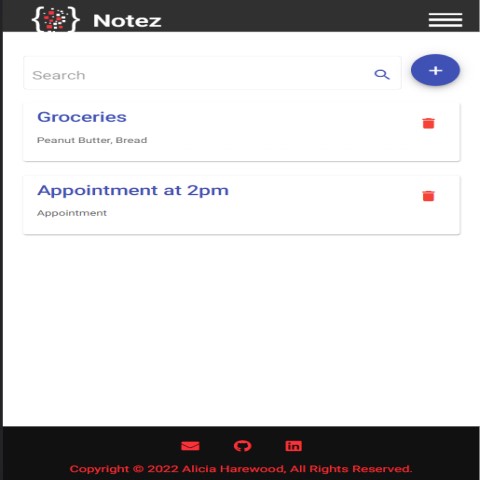 Notez
Search
Groceries
Peanut Butter, Bread
Appointment at 2pm
Appointment
Copyright © 2022 Alicia Harewood, All Rights Reserved.